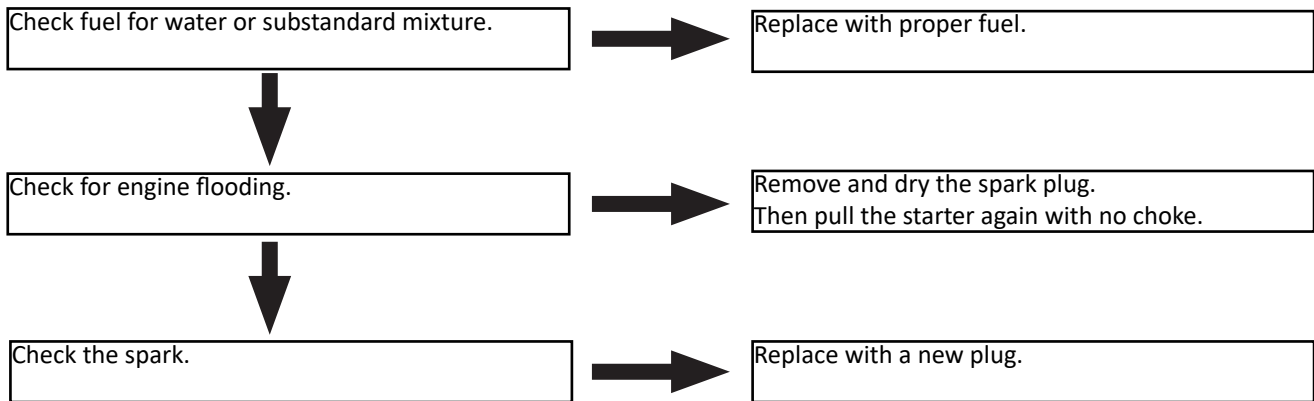 Check fuel for water or substandard mixture.
Replace with proper fuel.
Check for engine flooding.
Remove and dry the spark plug.
Then pull the starter again with no choke.
Check the spark.
Replace with a new plug.